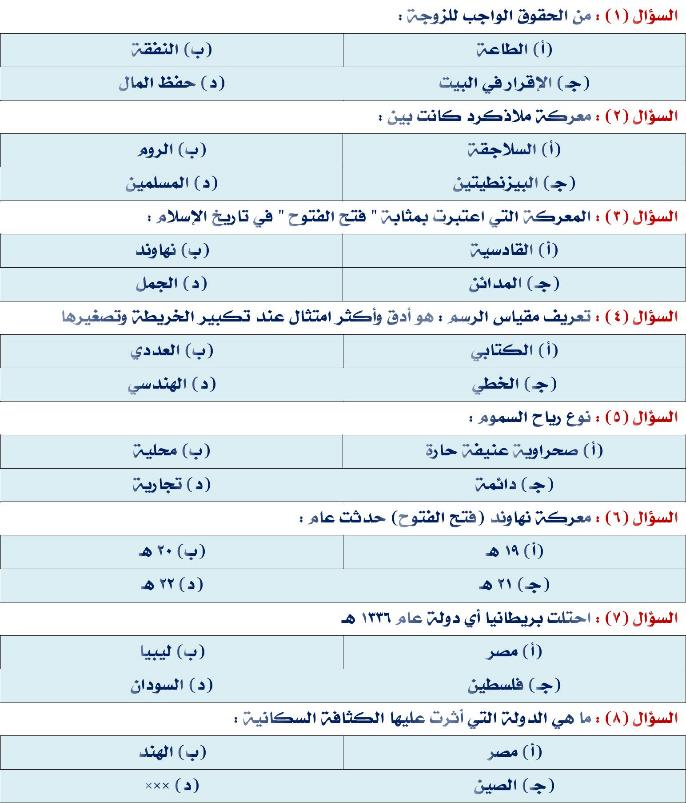 السؤال (١) : من الحقوق الواجب للزوجة :
(أ) الطاعة (ب) النفقة
(جـ) الإقرار في البيت (د) حفظ المال
السؤال (٢) : معركة ملاذكرد كانت بين :
(أ) السلاجقة (ب) الروم
(جـ) البيزنطيتين (د) المسلمين
السؤال (٣) : المعركة التي اعتبرت بمثابة " فتح الفتوح " في تاريخ الإسلام :
(أ) القادسية (ب) نهاوند
(جـ) المدائن (د) الجمل
السؤال (٤) : تعريف مقياس الرسم : هو أدق وأكثر امتثال عند تكبير الخريطة وتصغيرها
(أ) الكتابي (ب) العددي
(جـ) الخطي (د) الهندسي
السؤال (٥) : نوع رياح السموم :
(أ) صحراوية عنيفة حارة (ب) محلية
(جـ) دائمة (د) تجارية
السؤال (٦) : معركة نهاوند (فتح الفتوح) حدثت عام :
(أ) ١٩ هـ (ب) ٢٠ هـ
(جـ) ٢١ هـ (د) ٢٢ هـ
السؤال (٧) : احتلت بريطانيا أي دولة عام ١٣٣٦ هـ
(أ) مصر (ب) ليبيا
(جـ) فلسطين (د) السودان
السؤال (٨) : ما هي الدولة التي أثرت عليها الكثافة السكانية :
(أ) مصر (ب) الهند
(جـ) الصين (د) ×××